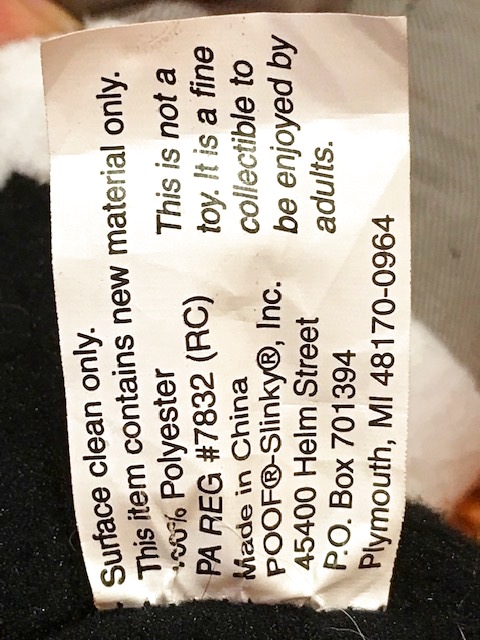 Surface clean only.
This item contains new material only.
100% Polyester
PA REG #7832 (RC)
Made in China
POOF®-Slinky®, Inc.
45400 Helm Street
P.O. Box 701394
Plymouth, MI 48170-0964
This is not a
toy. It is a fine
collectible to
be enjoyed by
adults.